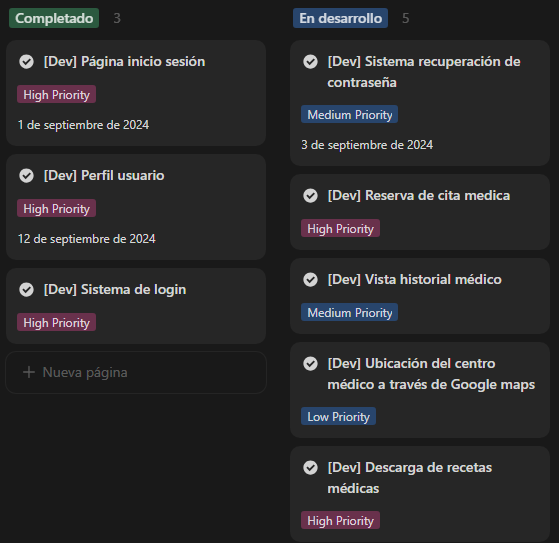 Completado 3
[Dev] Página inicio sesión
High Priority
1 de septiembre de 2024
[Dev] Perfil usuario
High Priority
12 de septiembre de 2024
[Dev] Sistema de login
High Priority
+ Nueva página
En desarrollo 5
[Dev] Sistema recuperación de
contraseña
Medium Priority
3 de septiembre de 2024
[Dev] Reserva de cita medica
High Priority
[Dev] Vista historial médico
Medium Priority
[Dev] Ubicación del centro
médico a través de Google maps
Low Priority
[Dev] Descarga de recetas
médicas
High Priority